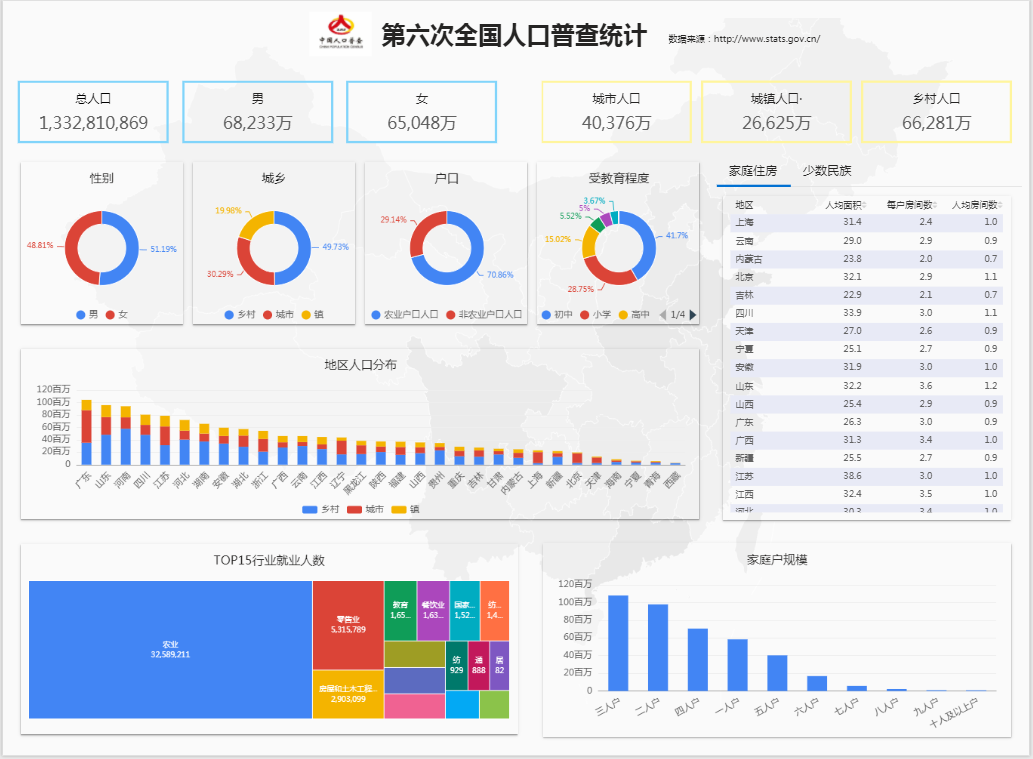 第六次全国人口普查统计
数据来源：http://www.stats.gov.cn/
中国人口普查
总人口
1,332,810,869
男
68,233万
女
65,048万
城市人口
40,376万
城镇人口·
26,625万
乡村人口
66,281万
性别
48.81%
51.19%
男 女
城乡
19.98%
49.73%
30.29%
乡村 城市 镇
户口
29.14%
70.86%
农业户口人口 非农业户口人口
受教育程度
3.67%
5%
5.52%
15.02%
41.7%
28.75%
初中 小学 高中 1/4
家庭住房 少数民族
地区 人均面积 每户房间数 人均房间数
上海 31.4 2.4 1.0
云南 29.0 2.9 0.9
内蒙古 23.8 2.0 0.7
北京 32.1 2.9 1.1
吉林 22.9 2.1 0.7
四川 33.9 3.0 1.1
天津 27.0 2.6 0.9
宁夏 25.1 2.7 0.9
安徽 31.9 3.0 1.0
山东 32.2 3.6 1.2
山西 25.4 2.9 0.9
广东 26.3 3.0 0.9
广西 31.3 3.4 1.0
新疆 25.5 2.7 0.9
江苏 38.6 3.0 1.0
江西 32.4 3.5 1.0
河北 30.3 3.4 1.0
地区人口分布
120百万
100百万
80百万
60百万
40百万
20百万
0
广东 山东 河南 四川 江苏 河北 湖南 安徽 湖北 浙江 广西 云南 江西 辽宁 黑龙江 陕西 福建 山西 贵州 重庆 吉林 甘肃 内蒙古 上海 新疆 北京 天津 海南 宁夏 青海 西藏
乡村 城市 镇
TOP15行业就业人数
农业
32,589,211
零售业
5,315,789
房屋和土木工程...
2,903,099
教育
1,65...
餐饮业
1,63...
国家...
1,52...
纺...
1,4...
纺
929
通
888
居
82
家庭户规模
120百万
100百万
80百万
60百万
40百万
20百万
0
三人户 二人户 四人户 一人户 五人户 六人户 七人户 八人户 九人户 十人及以上户